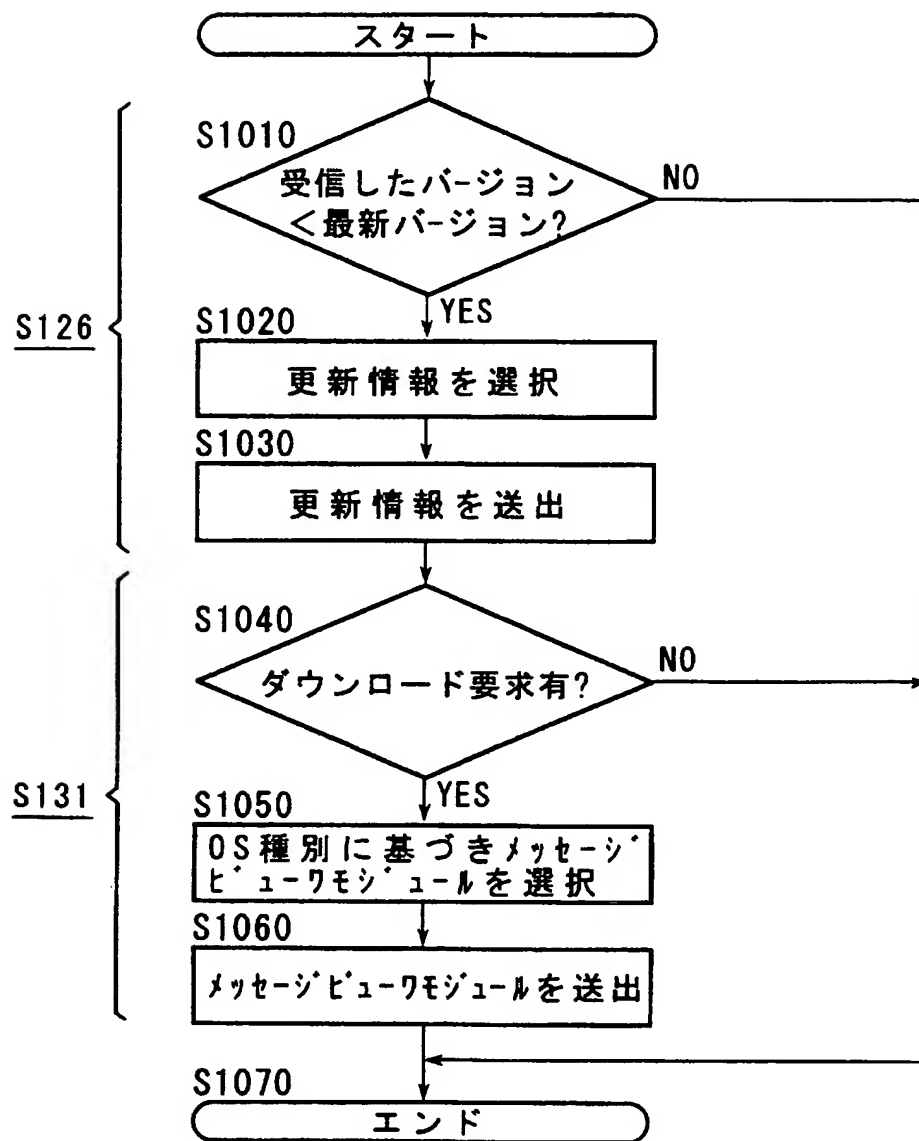 スタート
S1010
受信したバージョン
<最新バージョン?
NO
YES
S126
S1020
更新情報を選択
S1030
更新情報を送出
S1040
ダウンロード要求有?
NO
YES
S131
S1050
OS種別に基づきメッセージ
ビューワモジュールを選択
S1060
メッセージビューワモジュールを送出
S1070
エンド